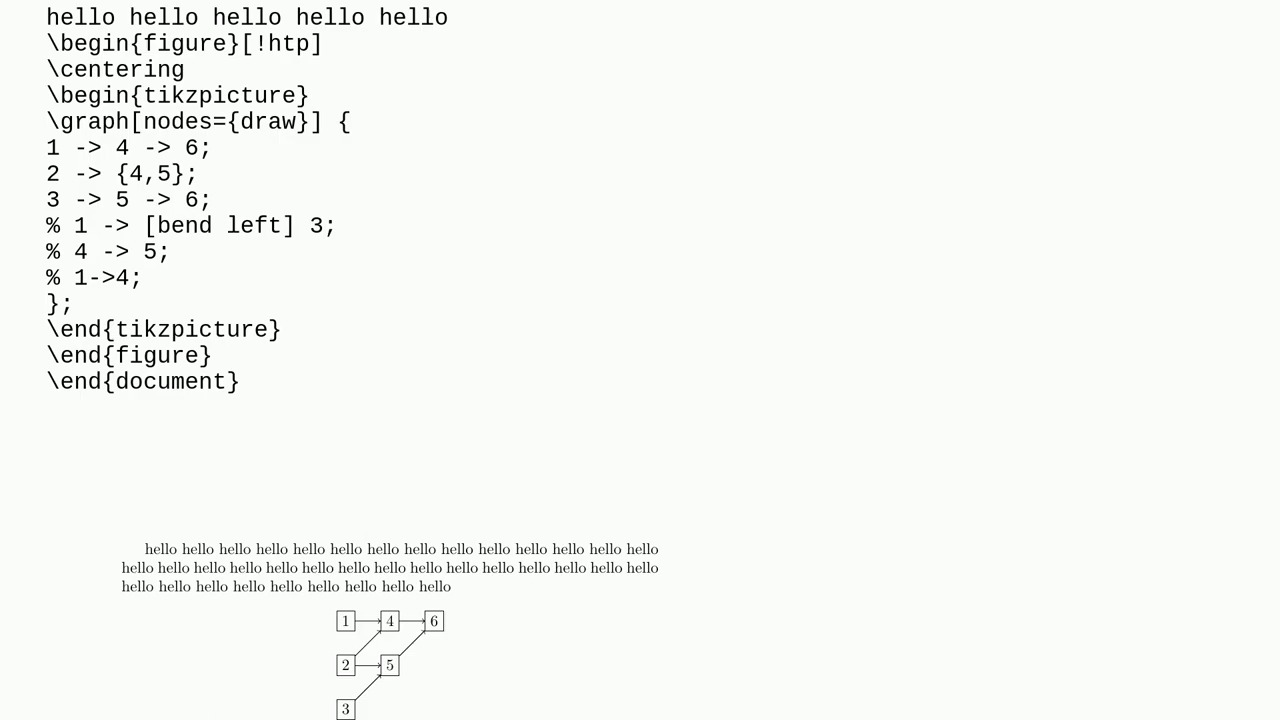 hello hello hello hello hello
\begin{figure}[!htp]
\centering
\begin{tikzpicture}
\graph[nodes={draw}] {
1 -> 4 -> 6;
2 -> {4,5};
3 -> 5 -> 6;
% 1 -> [bend left] 3;
% 4 -> 5;
% 1->4;
};
\end{tikzpicture}
\end{figure}
\end{document}
hello hello hello hello hello hello hello hello hello hello hello hello hello hello
hello hello hello hello hello hello hello hello hello hello hello hello hello hello hello
hello hello hello hello hello hello hello hello hello
1 4 6
2 5
3